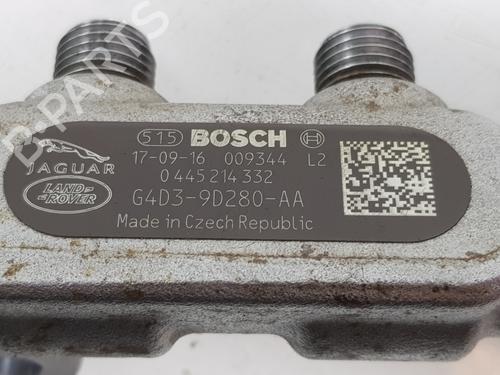 B-PARTS
515 BOSCH
JAGUAR
17-09-16 009344 L2
0 445 214 332
LAND ROVER
G4D3-9D280-AA
Made in Czech Republic